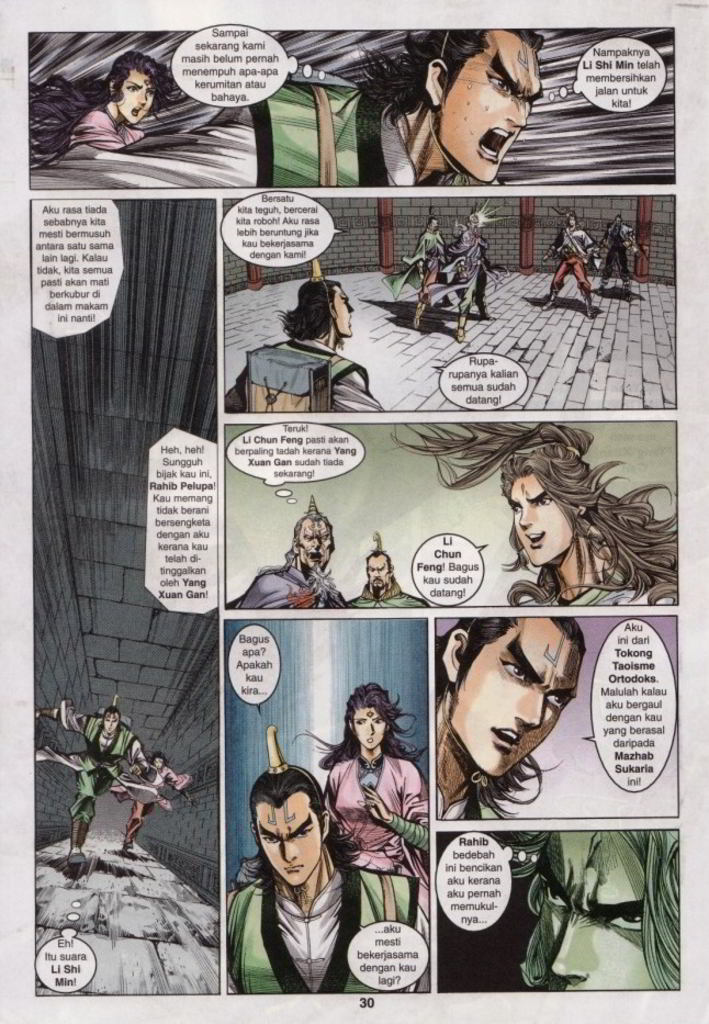 Sampai
sekarang kami
masih belum pernah
menempuh apa-apa
kerumitan atau
bahaya.
Nampaknya
Li Shi Min telah
membersihkan
jalan untuk
kita!
Aku rasa tiada
sebabnya kita
mesti bermusuh
antara satu sama
lain lagi. Kalau
tidak, kita semua
pasti akan mati
berkubur di
dalam makam
ini nanti!
Heh, heh!
Sungguh
bijak kau ini,
Rahib Pelupa!
Kau memang
tidak berani
bersengketa
dengan aku
kerana kau
telah di-
tinggalkan
oleh Yang
Xuan Gan!
Eh!
Itu suara
Li Shi
Min!
Bersatu
kita teguh, bercerai
kita roboh! Aku rasa
lebih beruntung jika
kau bekerjasama
dengan kami!
Rupa-
rupanya kalian
semua sudah
datang!
Teruk!
Li Chun Feng pasti akan
berpaling tadah kerana Yang
Xuan Gan sudah tiada
sekarang!
Li
Chun
Feng! Bagus
kau sudah
datang!
Bagus
apa?
Apakah
kau
kira...
...aku
mesti
bekerjasama
dengan kau
lagi?
Aku
ini dari
Tokong
Taoisme
Ortodoks.
Malulah kalau
aku bergaul
dengan kau
yang berasal
daripada
Mazhab
Sukaria
ini!
Rahib
bedebah
ini bencikan
aku kerana
aku pernah
memukul-
nya...
30